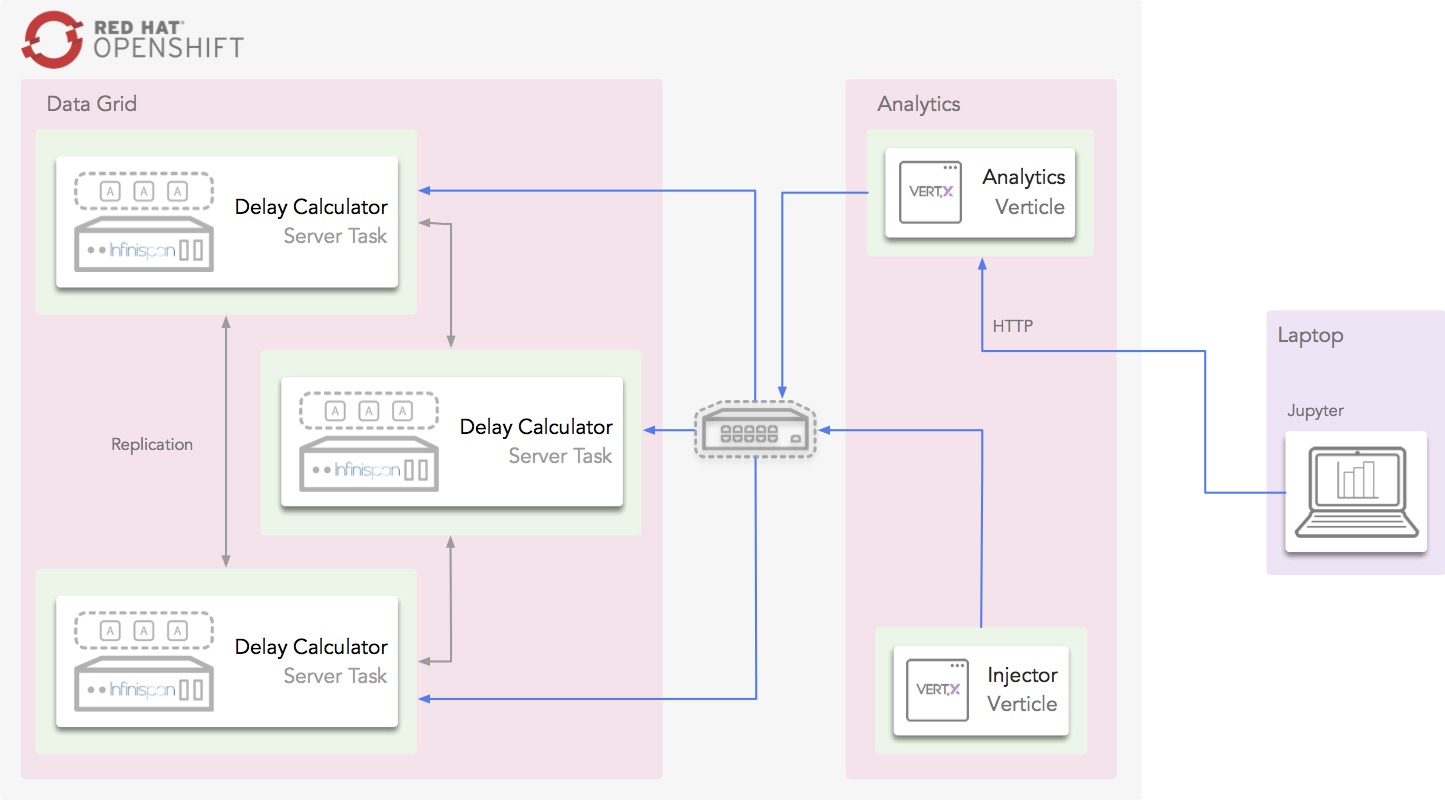 RED HAT®
OPENSHIFT
Data Grid
A A A
Infinispan
Delay Calculator
Server Task
Replication
A A A
Infinispan
Delay Calculator
Server Task
A A A
Infinispan
Delay Calculator
Server Task
Analytics
VERT.X
Analytics
Verticle
HTTP
VERT.X
Injector
Verticle
Laptop
Jupyter